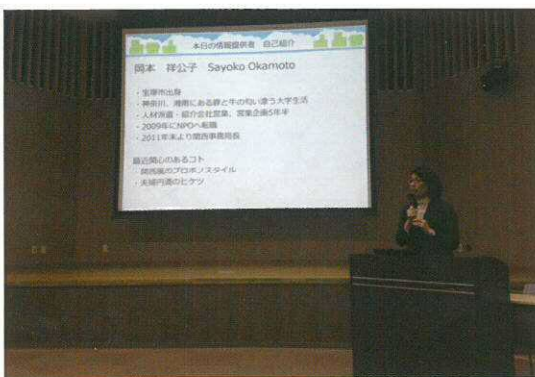 本日の情報提供者 自己紹介
岡本 祥公子 Sayoko Okamoto
・宝塚市出身
・神奈川、湘南にある豚と牛の匂い漂う大学生活
・人材派遣・紹介会社営業、営業企画5年半
・2009年にNPOへ転職
・2011年末より関西事務局長
最近関心のあるコト
・関西風のプロボノスタイル
・夫婦円満のヒケツ